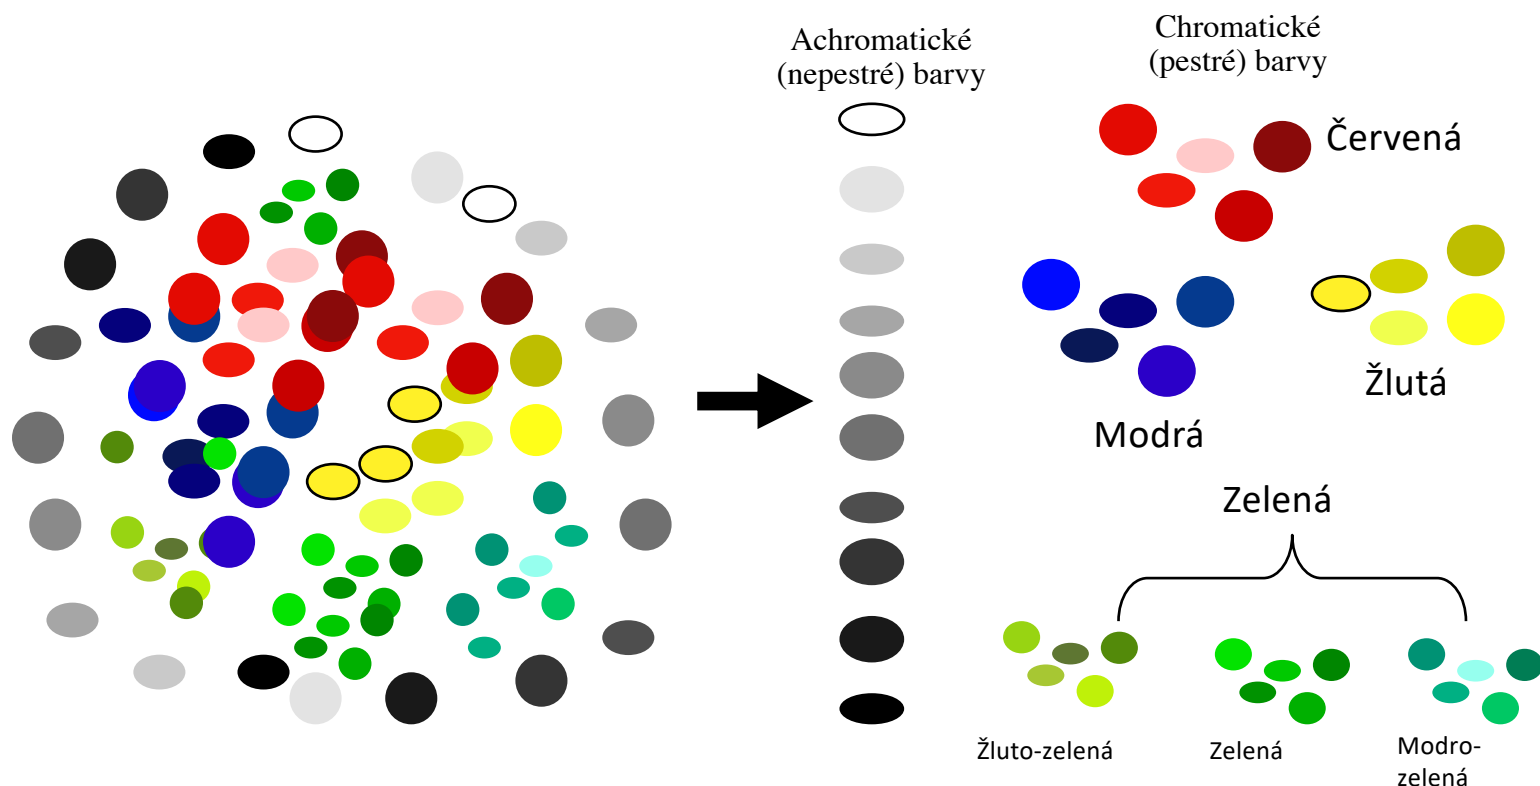 Achromatické
(nepestré) barvy
Chromatické
(pestré) barvy
Červená
Žlutá
Modrá
Zelená
Žluto-zelená
Zelená
Modro-
zelená